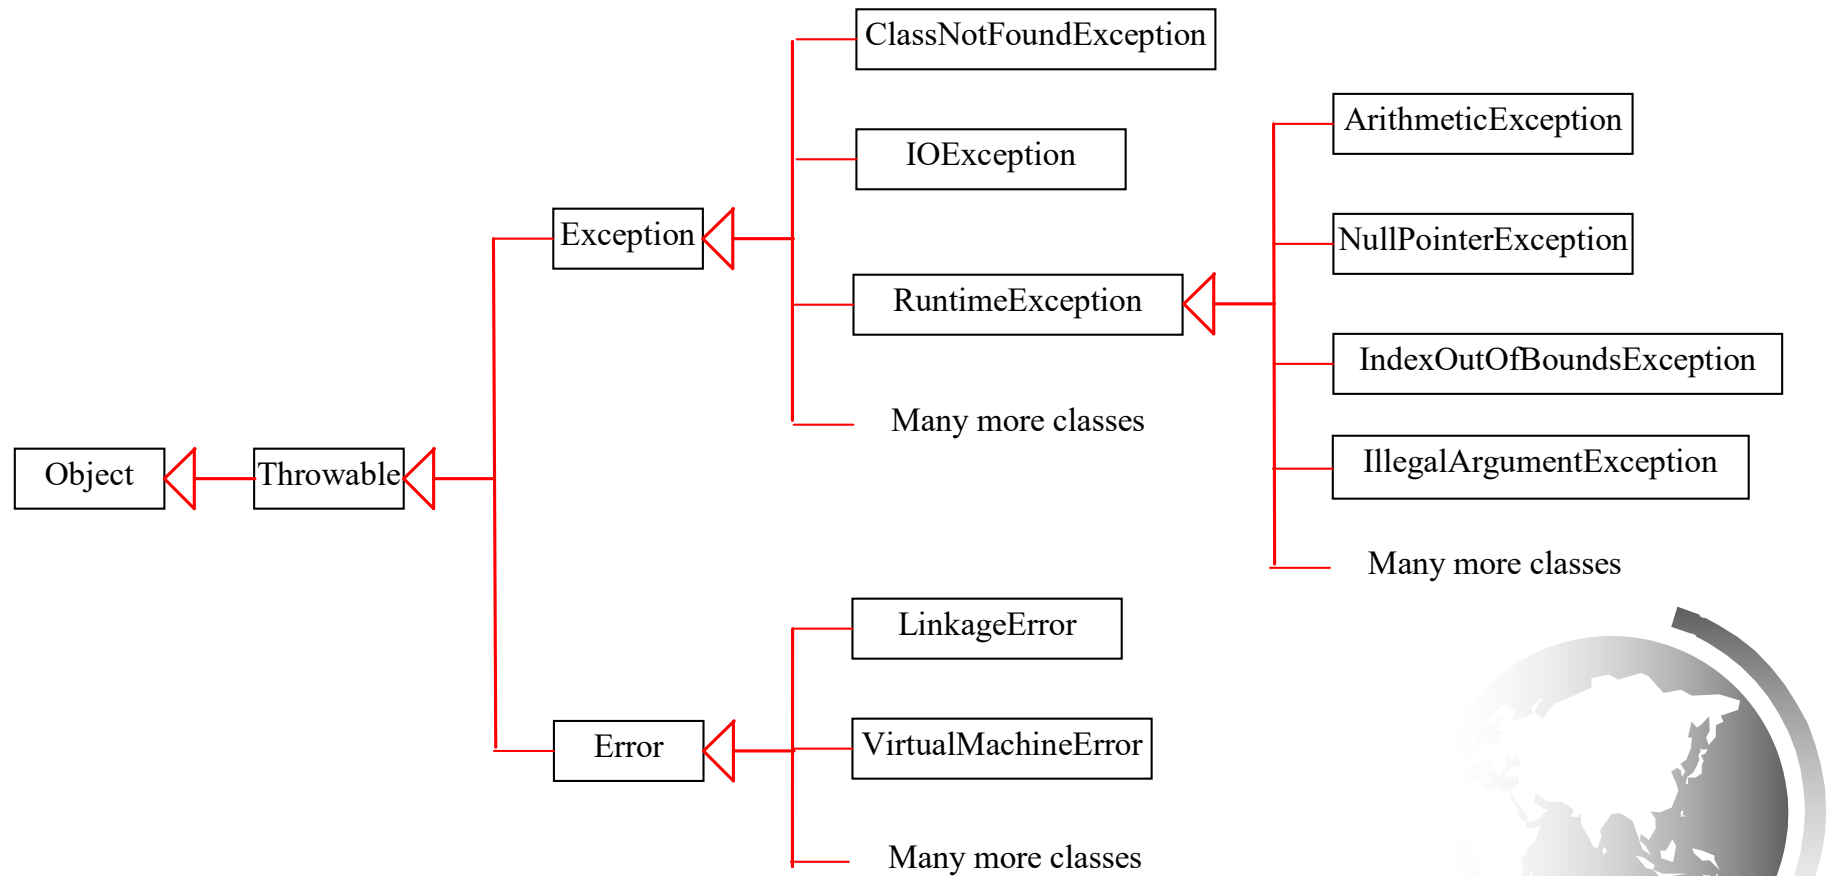 ClassNotFoundException
ArithmeticException
IOException
NullPointerException
Exception
RuntimeException
IndexOutOfBoundsException
Many more classes
IllegalArgumentException
Object
Throwable
Many more classes
LinkageError
Error
VirtualMachineError
Many more classes